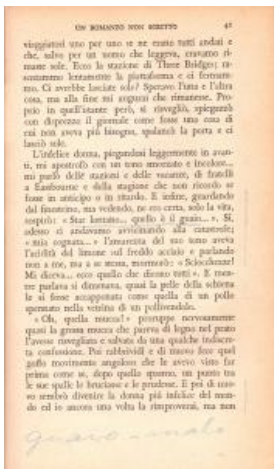 UN ROMANZO NON SCRITTO 41
viaggiatori uno per uno se ne erano tutti andati e
che, salvo per un uomo che leggeva, eravamo ri-
maste sole. Ecco la stazione di Three Bridges; ra-
sentammo lentamente la piattaforma e ci fermam-
mo. Ci avrebbe lasciate sole? Speravo l'una e l'altra
cosa, ma alla fine mi augurai che rimanesse. Pro-
prio in quell'istante però, si risvegliò, spiegazzò
con disprezzo il giornale come fosse una cosa di
cui non aveva più bisogno, spalancò la porta e ci
lasciò sole.
L'infelice donna, piegandosi leggermente in avan-
ti, mi apostrofò con un tono smorzato e incolore...
mi parlò delle stazioni e delle vacanze, di fratelli
a Eastbourne e della stagione che non ricordo se
fosse in anticipo o in ritardo. E infine, guardando
dal finestrino, ma vedendo, ne ero certa, solo la vita,
sospirò: « Star lontano... quello è il guaio... ». Sì,
adesso ci andavamo avvicinando alla catastrofe;
« mia cognata... » l'amarezza del suo tono aveva
l'acidità del limone sul freddo acciaio e parlando
non a me, ma a se stessa, mormorò: « Sciocchezze!
Mi diceva... ecco quello che dicono tutti ». E men-
tre parlava si dimenava, quasi la pelle della schiena
le si fosse accapponata come quella di un pollo
spennato nella vetrina di un pollivendolo.
« Oh, quella mucca! » proruppe nervosamente
quasi la grossa mucca che pareva di legno nel prato
l'avesse risvegliata e salvata da una qualche indiscre-
ta confessione. Poi rabbrividì e di nuovo fece quel
goffo movimento angoloso che le avevo visto far
prima come se, dopo quello spasmo, un punto tra
le sue spalle le bruciasse e le prudesse. E poi di nuo-
vo sembrò divenire la donna più infelice del mon-
do ed io ancora una volta la rimproverai, ma non